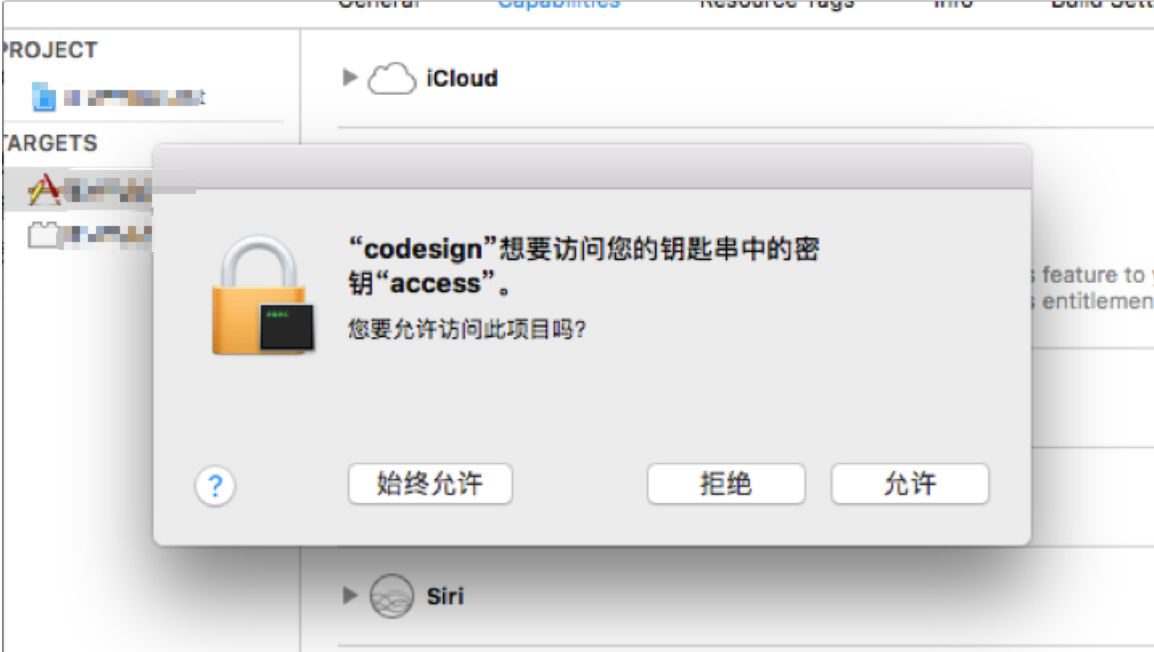 General Capabilities Resource Tags Info Build Sett
PROJECT
iCloud
TARGETS
“codesign”想要访问您的钥匙串中的密
钥“access”。
s feature to y
s entitlemen
您要允许访问此项目吗?
?
始终允许 拒绝 允许
Siri